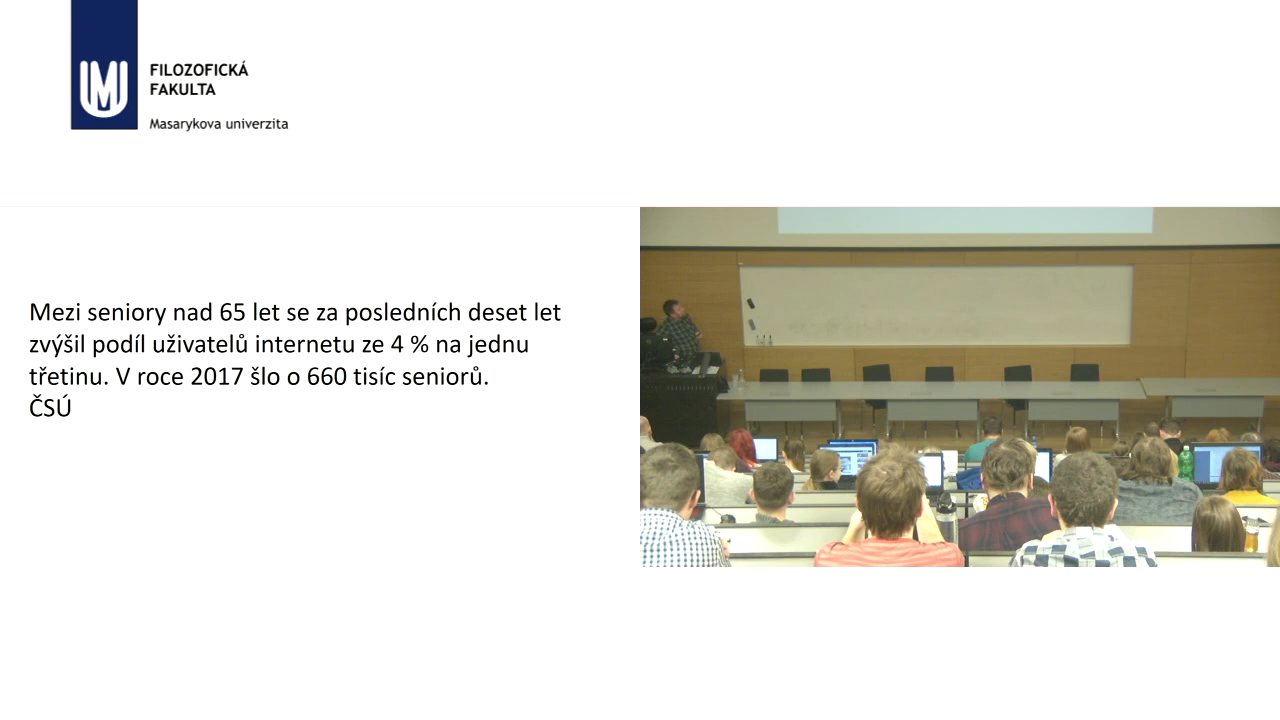 FILOZOFICKÁ
FAKULTA
Masarykova univerzita
Mezi seniory nad 65 let se za posledních deset let
zvýšil podíl uživatelů internetu ze 4 % na jednu
třetinu. V roce 2017 šlo o 660 tisíc seniorů.
ČSÚ